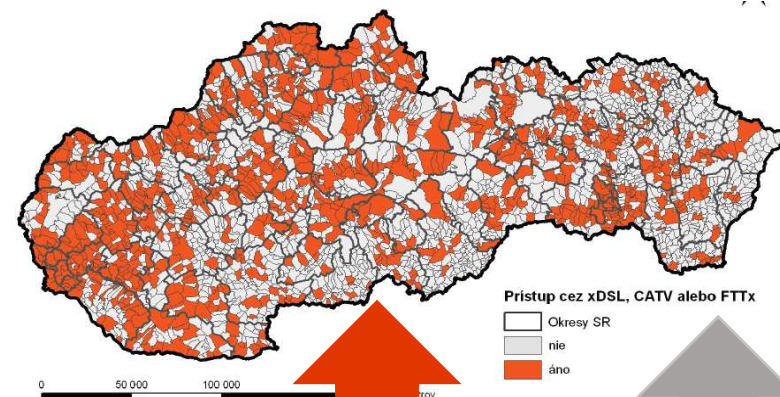 Prístup cez xDSL, CATV alebo FTTx
Okresy SR
nie
áno
0 50 000 100 000